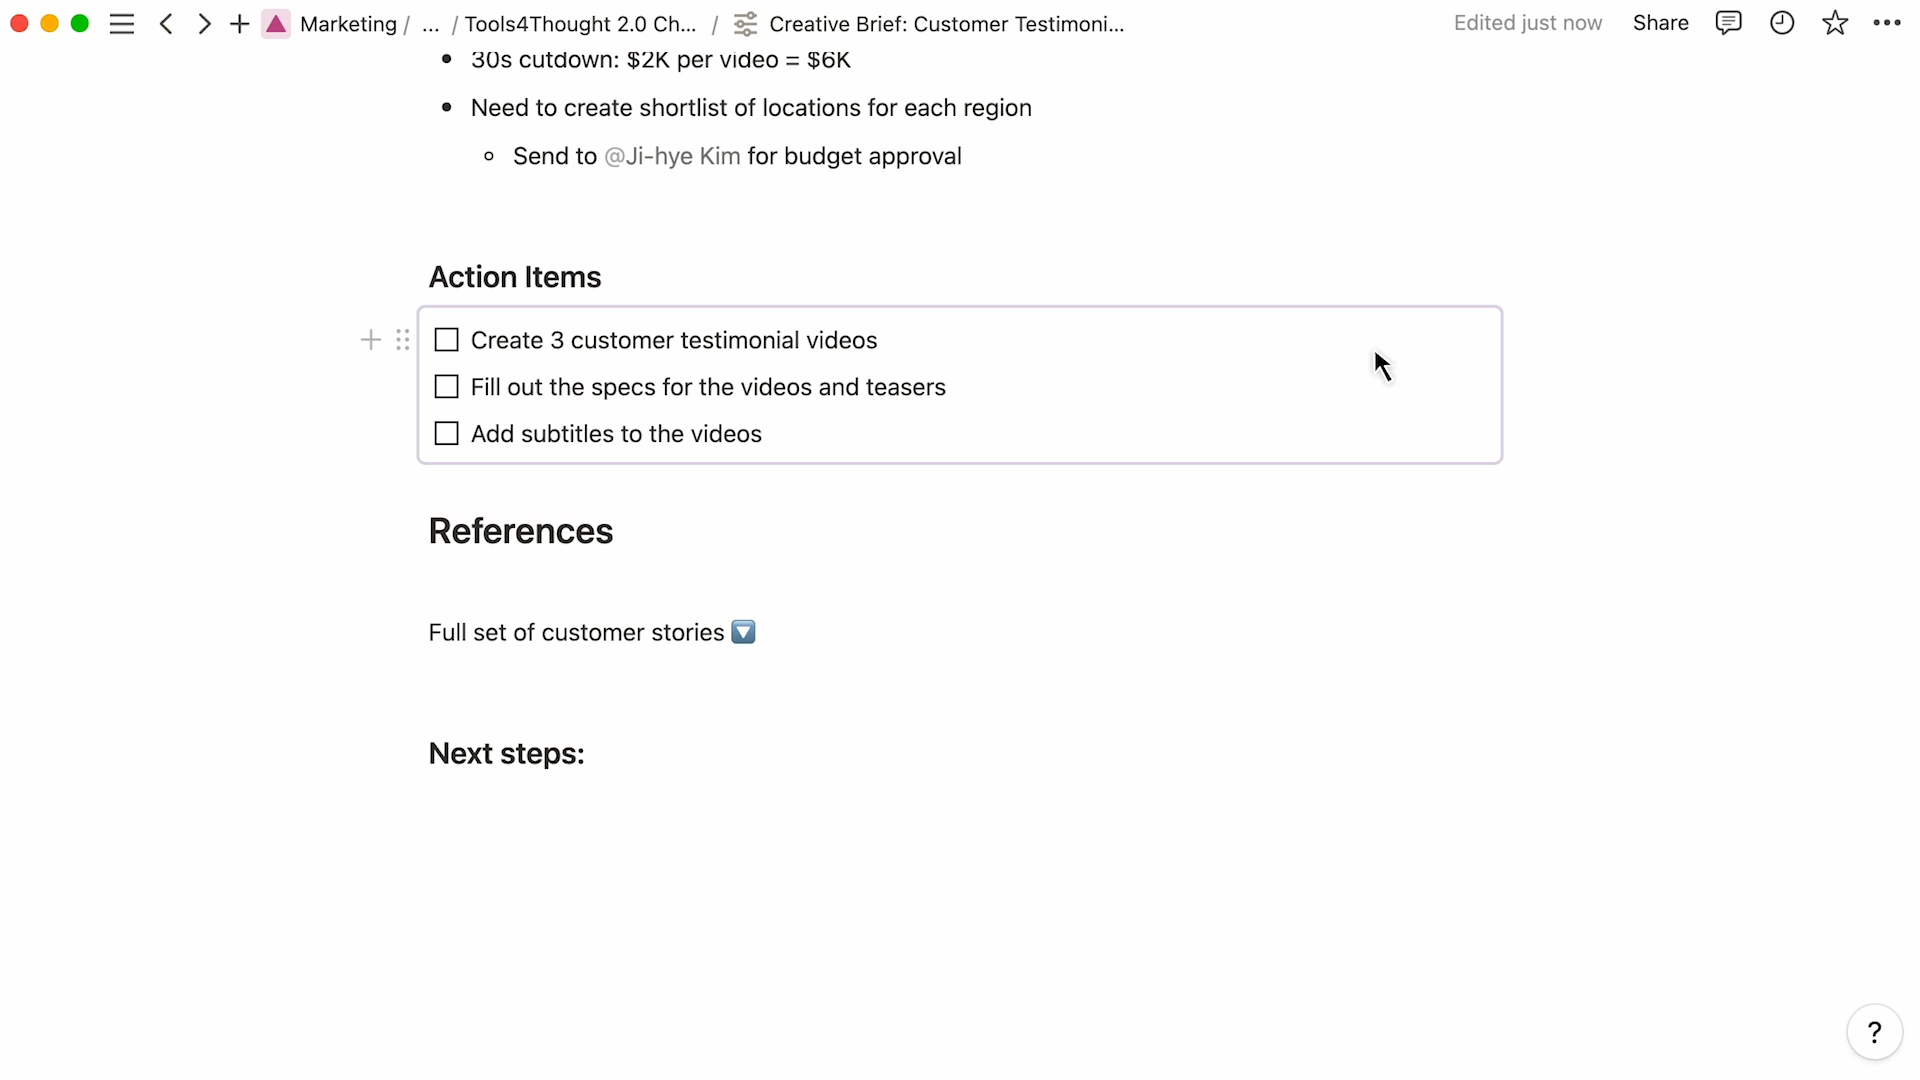 Marketing / ... / Tools4Thought 2.0 Ch... / Creative Brief: Customer Testimoni... Edited just now Share
• 30s cutdown: $2K per video = $6K
• Need to create shortlist of locations for each region
◦ Send to @Ji-hye Kim for budget approval
Action Items
Create 3 customer testimonial videos
Fill out the specs for the videos and teasers
Add subtitles to the videos
References
Full set of customer stories 🔽
Next steps:
?